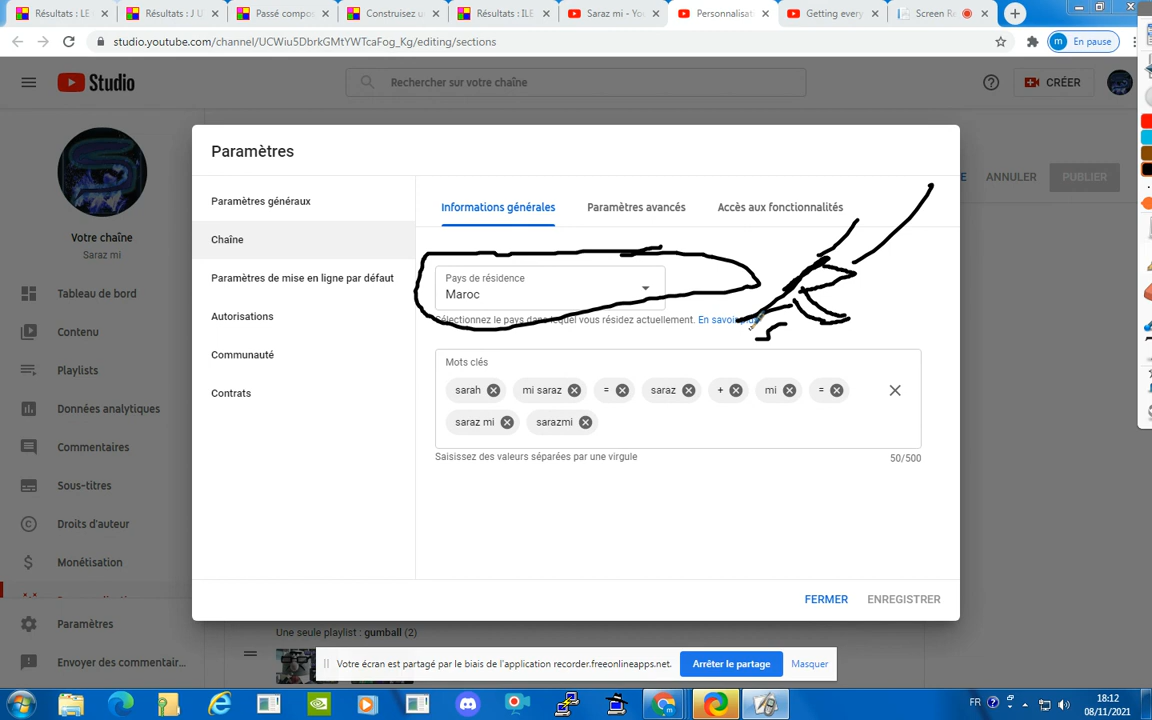 Résultats : LE
Résultats : J U
Passé compo
Construisez u
Résultats : ILE
Saraz mi - You
Personnalisat
Getting every
Screen Re
studio.youtube.com/channel/UCWiu5DbrkGMtYWTcaFog_Kg/editing/sections
m En pause
Studio
Rechercher sur votre chaîne
CRÉER
Votre chaîne
Saraz mi
Tableau de bord
Contenu
Playlists
Données analytiques
Commentaires
Sous-titres
Droits d'auteur
Monétisation
Paramètres
Envoyer des commentair...
ANNULER
PUBLIER
Paramètres
Paramètres généraux
Chaîne
Paramètres de mise en ligne par défaut
Autorisations
Communauté
Contrats
Informations générales
Paramètres avancés
Accès aux fonctionnalités
Pays de résidence
Maroc
Sélectionnez le pays dans lequel vous résidez actuellement. En savoir plus
Mots clés
sarah mi saraz = saraz + mi =
saraz mi sarazmi
Saisissez des valeurs séparées par une virgule
50/500
FERMER
ENREGISTRER
Une seule playlist : gumball (2)
Votre écran est partagé par le biais de l'application recorder.freeonlineapps.net.
Arrêter le partage
Masquer
FR
18:12
08/11/2021